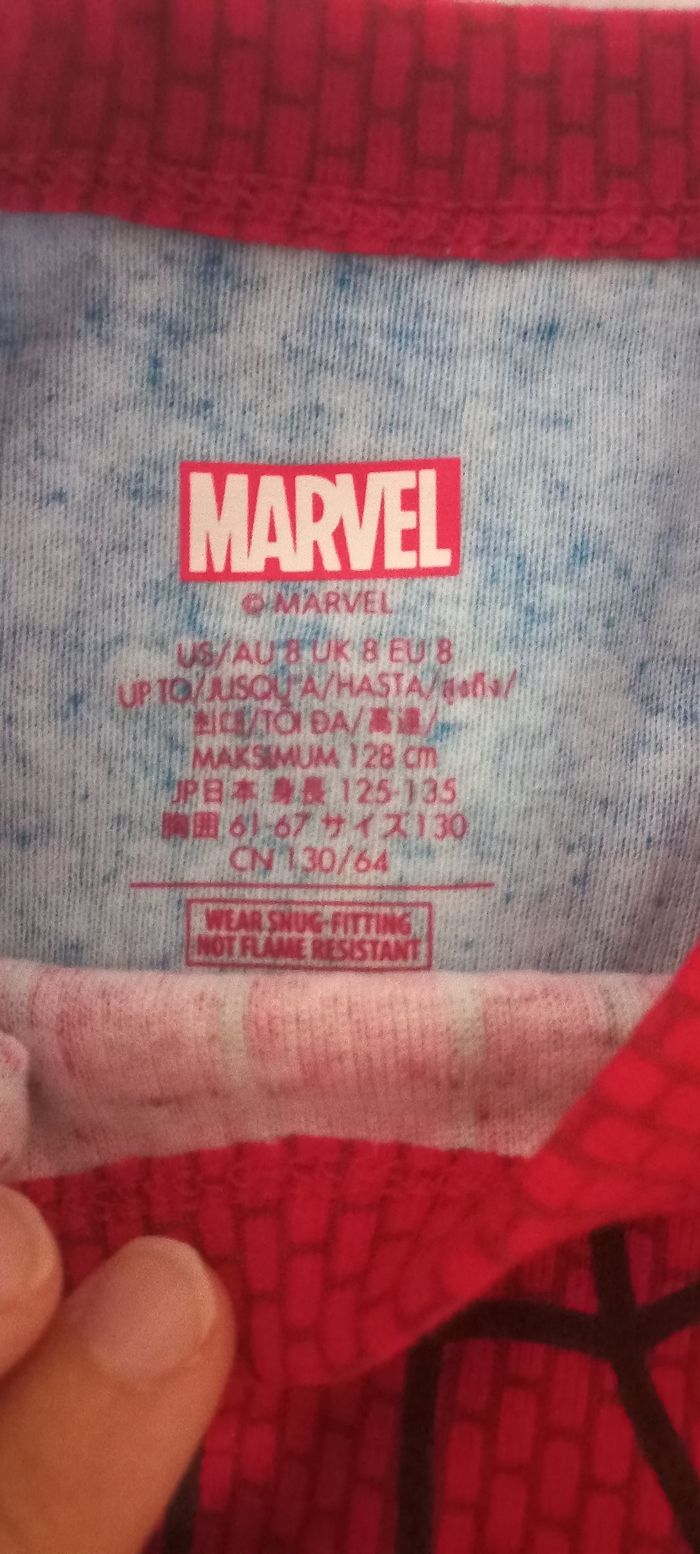 MARVEL
© MARVEL
US/AU 8 UK 8 EU 8
UP TO/JUSQU'A/HASTA/สูงถึง/
최대/TỐI ĐA/高達/
MAKSIMUM 128 cm
JP日本 身長 125-135
胸囲 61-67 サイズ130
CN 130/64
WEAR SNUG-FITTING
NOT FLAME RESISTANT